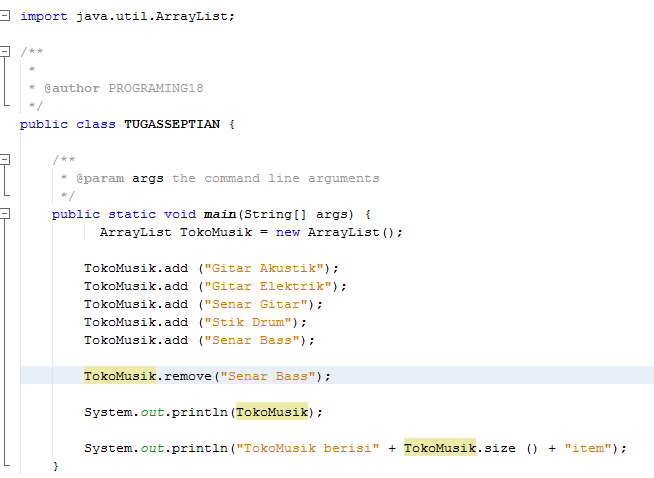 import java.util.ArrayList;
/**
 *
 * @author PROGRAMING18
 */
public class TUGASSEPTIAN {
    /**
     * @param args the command line arguments
     */
    public static void main(String[] args) {
          ArrayList TokoMusik = new ArrayList();
        TokoMusik.add ("Gitar Akustik");
        TokoMusik.add ("Gitar Elektrik");
        TokoMusik.add ("Senar Gitar");
        TokoMusik.add ("Stik Drum");
        TokoMusik.add ("Senar Bass");
        TokoMusik.remove("Senar Bass");
        System.out.println(TokoMusik);
        System.out.println("TokoMusik berisi" + TokoMusik.size () + "item");
    }